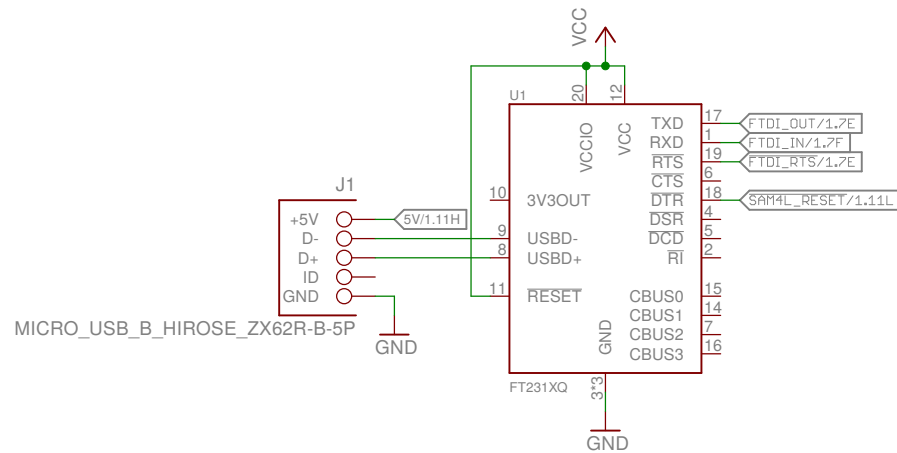 VCC
U1
20
12
VCCIO
VCC
TXD 17 FTDI_OUT/1.7E
RXD 1 FTDI_IN/1.7F
RTS 19 FTDI_RTS/1.7E
CTS 6
DTR 18 SAM4L_RESET/1.11L
DSR 4
DCD 5
RI 2
10 3V3OUT
9 USBD-
8 USBD+
11 RESET
CBUS0 15
CBUS1 14
CBUS2 7
CBUS3 16
GND
3*3
FT231XQ
GND
J1
+5V 5V/1.11H
D-
D+
ID
GND
MICRO_USB_B_HIROSE_ZX62R-B-5P
GND